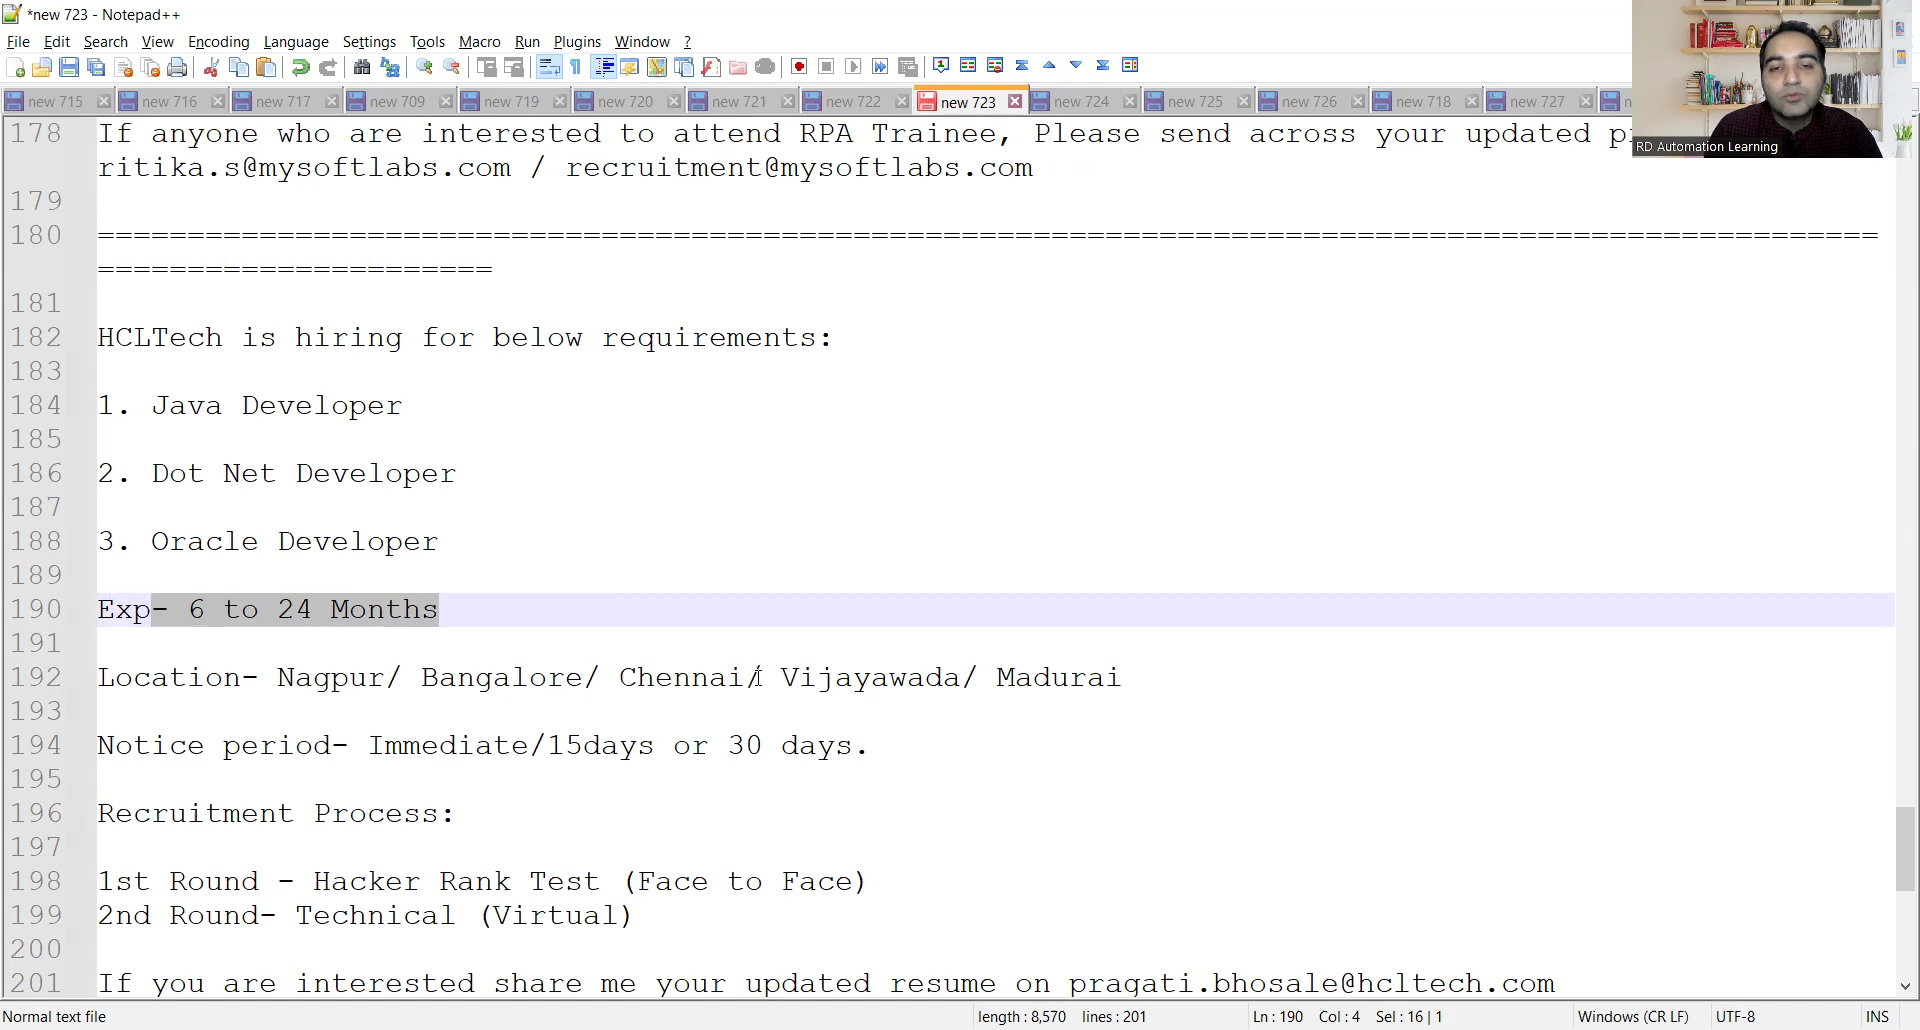 *new 723 - Notepad++
File Edit Search View Encoding Language Settings Tools Macro Run Plugins Window ?
new 715 new 716 new 717 new 709 new 719 new 720 new 721 new 722 new 723 new 724 new 725 new 726 new 718 new 727
RD Automation Learning
178 If anyone who are interested to attend RPA Trainee, Please send across your updated
ritika.s@mysoftlabs.com / recruitment@mysoftlabs.com
179
180 ===================================================================================================
======================
181
182 HCLTech is hiring for below requirements:
183
184 1. Java Developer
185
186 2. Dot Net Developer
187
188 3. Oracle Developer
189
190 Exp- 6 to 24 Months
191
192 Location- Nagpur/ Bangalore/ Chennai/ Vijayawada/ Madurai
193
194 Notice period- Immediate/15days or 30 days.
195
196 Recruitment Process:
197
198 1st Round - Hacker Rank Test (Face to Face)
199 2nd Round- Technical (Virtual)
200
201 If you are interested share me your updated resume on pragati.bhosale@hcltech.com
Normal text file length : 8,570 lines : 201 Ln : 190 Col : 4 Sel : 16 | 1 Windows (CR LF) UTF-8 INS